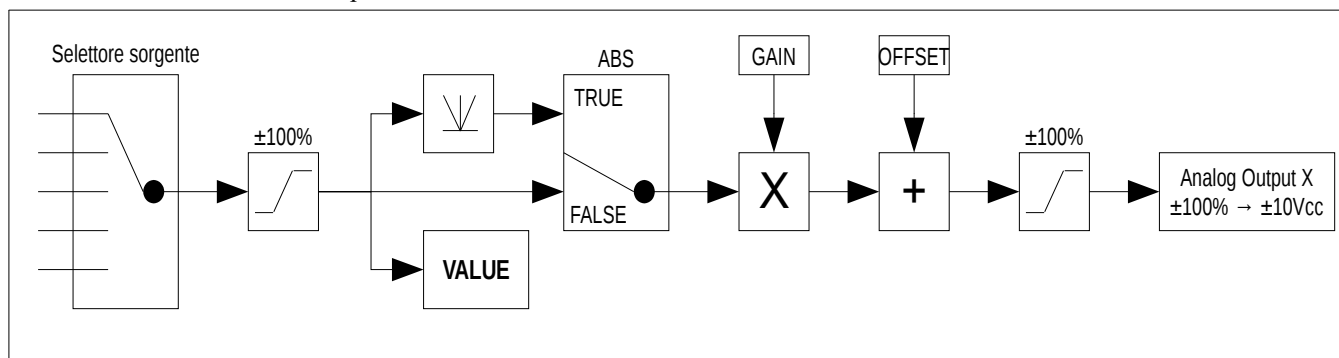 Selettore sorgente
±100%
ABS
TRUE
FALSE
VALUE
GAIN
X
OFFSET
+
±100%
Analog Output X
±100% → ±10Vcc